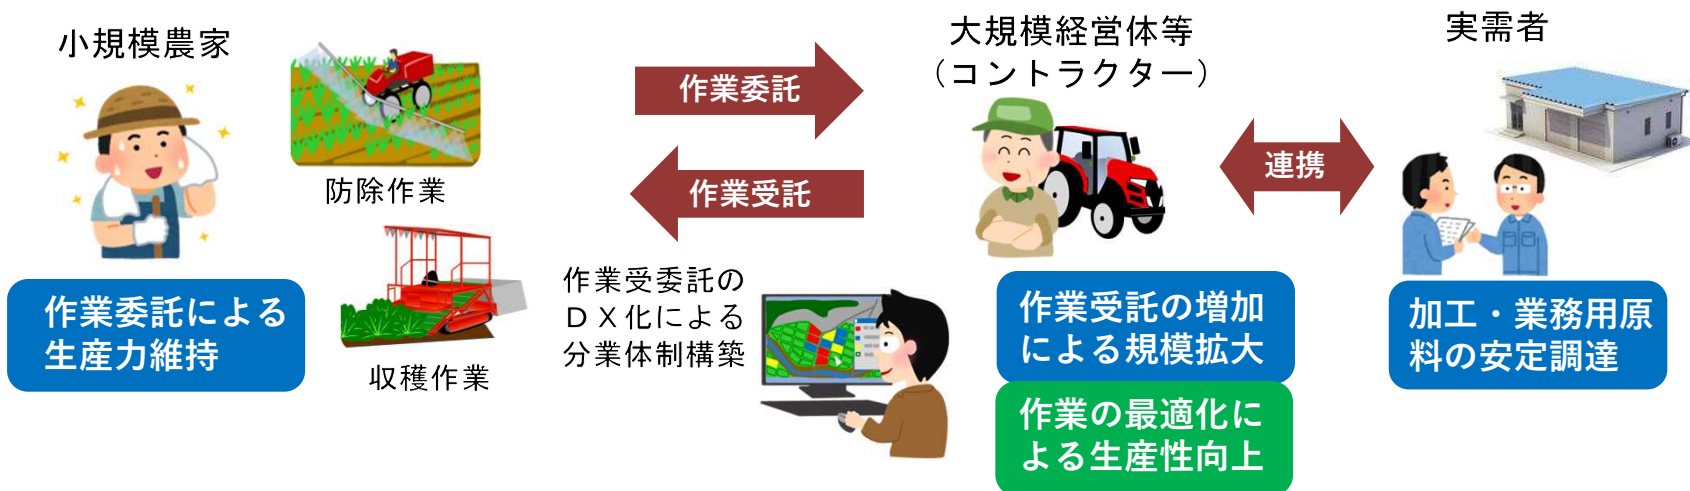 小規模農家
防除作業
収穫作業
作業委託による
生産力維持
作業委託
作業受託
作業受委託の
ＤＸ化による
分業体制構築
大規模経営体等
（コントラクター）
作業受託の増加
による規模拡大
作業の最適化に
よる生産性向上
連携
実需者
加工・業務用原
料の安定調達